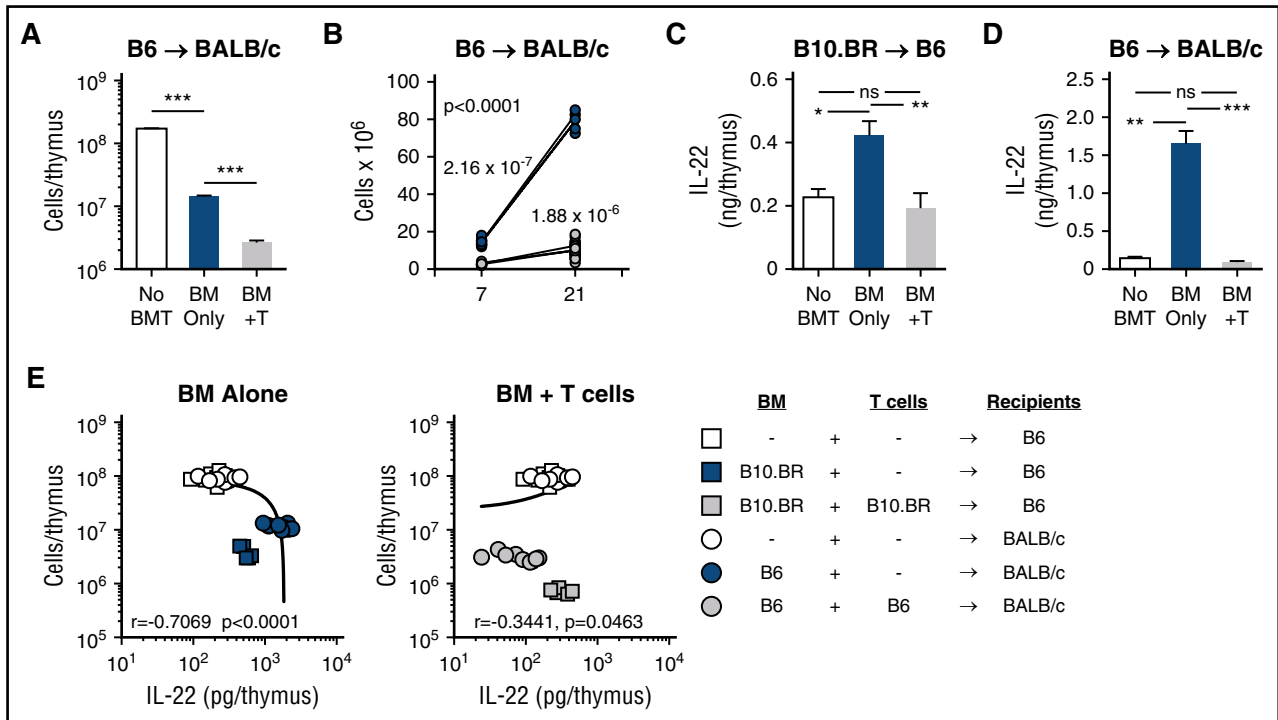 A
B6 → BALB/c
Cells/thymus
10⁹
10⁸
10⁷
10⁶
***
***
No BMT
BM Only
BM +T
B
B6 → BALB/c
Cells x 10⁶
100
80
60
40
20
0
p<0.0001
2.16 x 10⁻⁷
1.88 x 10⁻⁶
7
21
C
B10.BR → B6
IL-22
(ng/thymus)
0.6
0.4
0.2
0
ns
*
**
No BMT
BM Only
BM +T
D
B6 → BALB/c
IL-22
(ng/thymus)
2.5
2.0
1.5
1.0
0.5
0
ns
**
***
No BMT
BM Only
BM +T
E
BM Alone
Cells/thymus
10⁹
10⁸
10⁷
10⁶
10⁵
r=-0.7069 p<0.0001
10¹ 10² 10³ 10⁴
IL-22 (pg/thymus)
BM + T cells
Cells/thymus
10⁹
10⁸
10⁷
10⁶
10⁵
r=-0.3441, p=0.0463
10¹ 10² 10³ 10⁴
IL-22 (pg/thymus)
BM T cells Recipients
- + - → B6
B10.BR + - → B6
B10.BR + B10.BR → B6
- + - → BALB/c
B6 + - → BALB/c
B6 + B6 → BALB/c